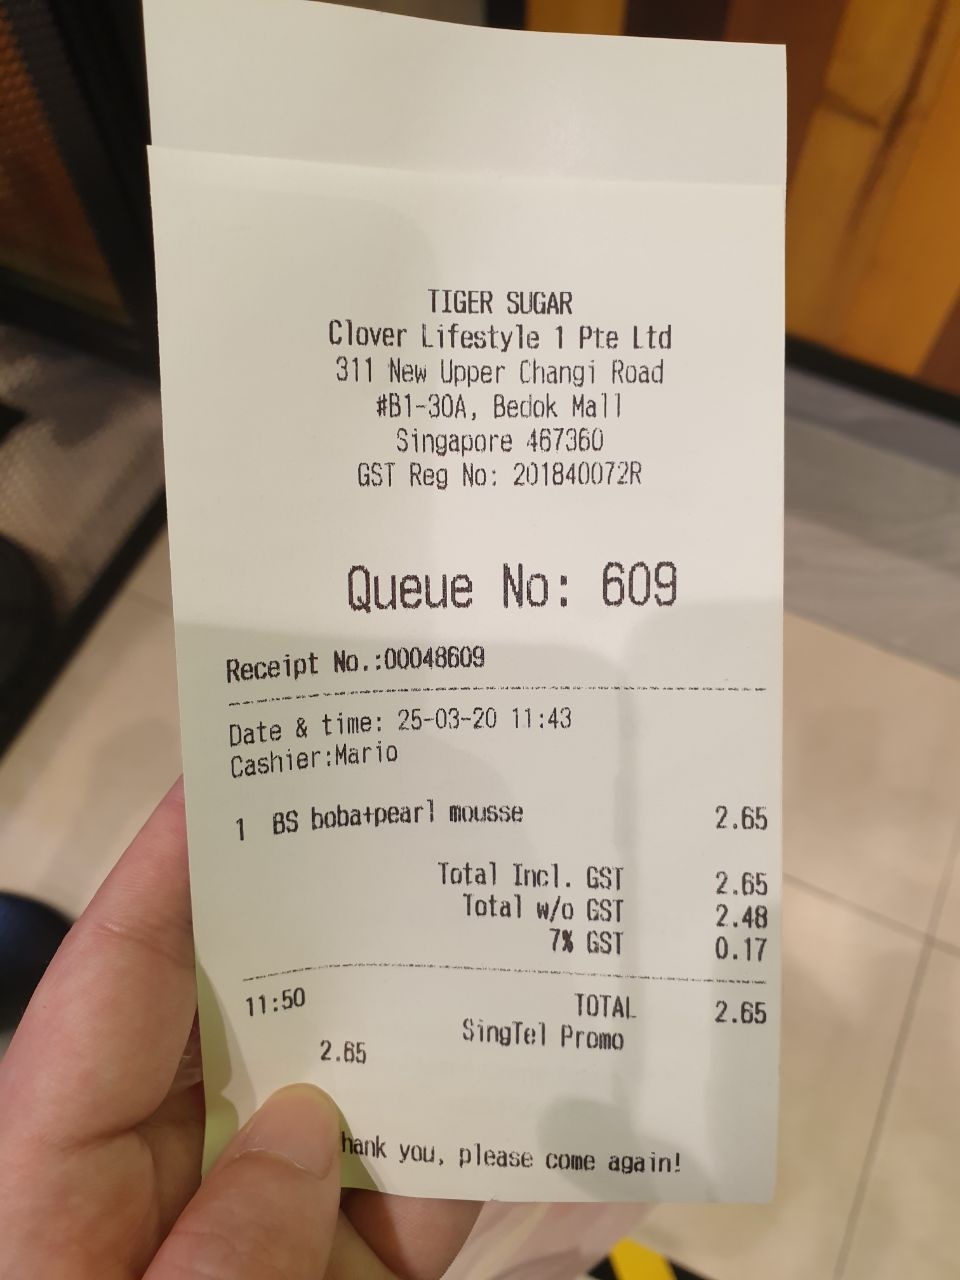 TIGER SUGAR
Clover Lifestyle 1 Pte Ltd
311 New Upper Changi Road
#B1-30A, Bedok Mall
Singapore 467360
GST Reg No: 201840072R
Queue No: 609
Receipt No.:00048609
Date & time: 25-03-20 11:43
Cashier:Mario
1 BS boba+pearl mousse 2.65
Total Incl. GST 2.65
Total w/o GST 2.48
7% GST 0.17
11:50 TOTAL 2.65
SingTel Promo
2.65
hank you, please come again!